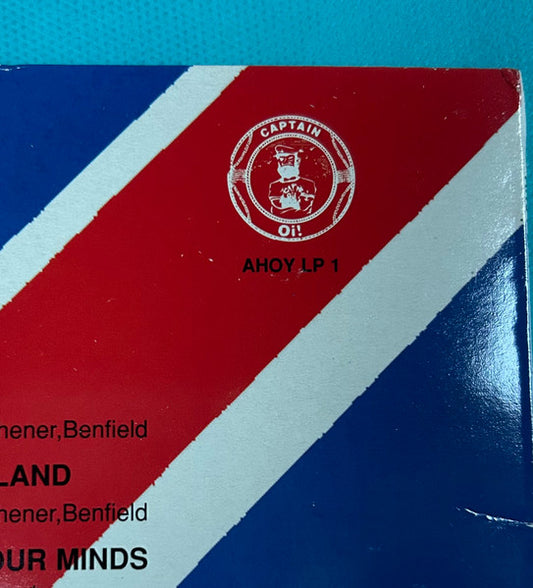 CAPTAIN
Oi!
AHOY LP 1
hener,Benfield
LAND
hener,Benfield
OUR MINDS